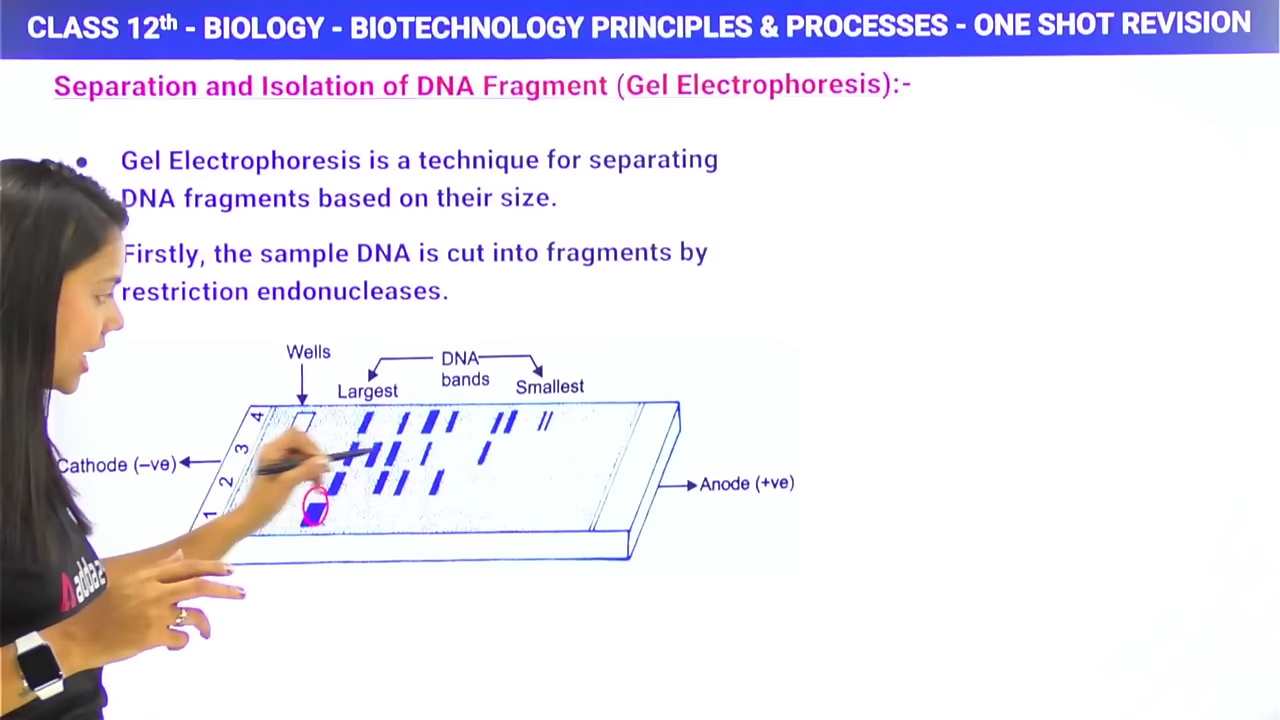 CLASS 12th - BIOLOGY - BIOTECHNOLOGY PRINCIPLES & PROCESSES - ONE SHOT REVISION
Separation and Isolation of DNA Fragment (Gel Electrophoresis):-
• Gel Electrophoresis is a technique for separating
DNA fragments based on their size.
Firstly, the sample DNA is cut into fragments by
restriction endonucleases.
Wells
DNA
bands
Largest
Smallest
4
3
2
1
Cathode (–ve)
Anode (+ve)
adda2